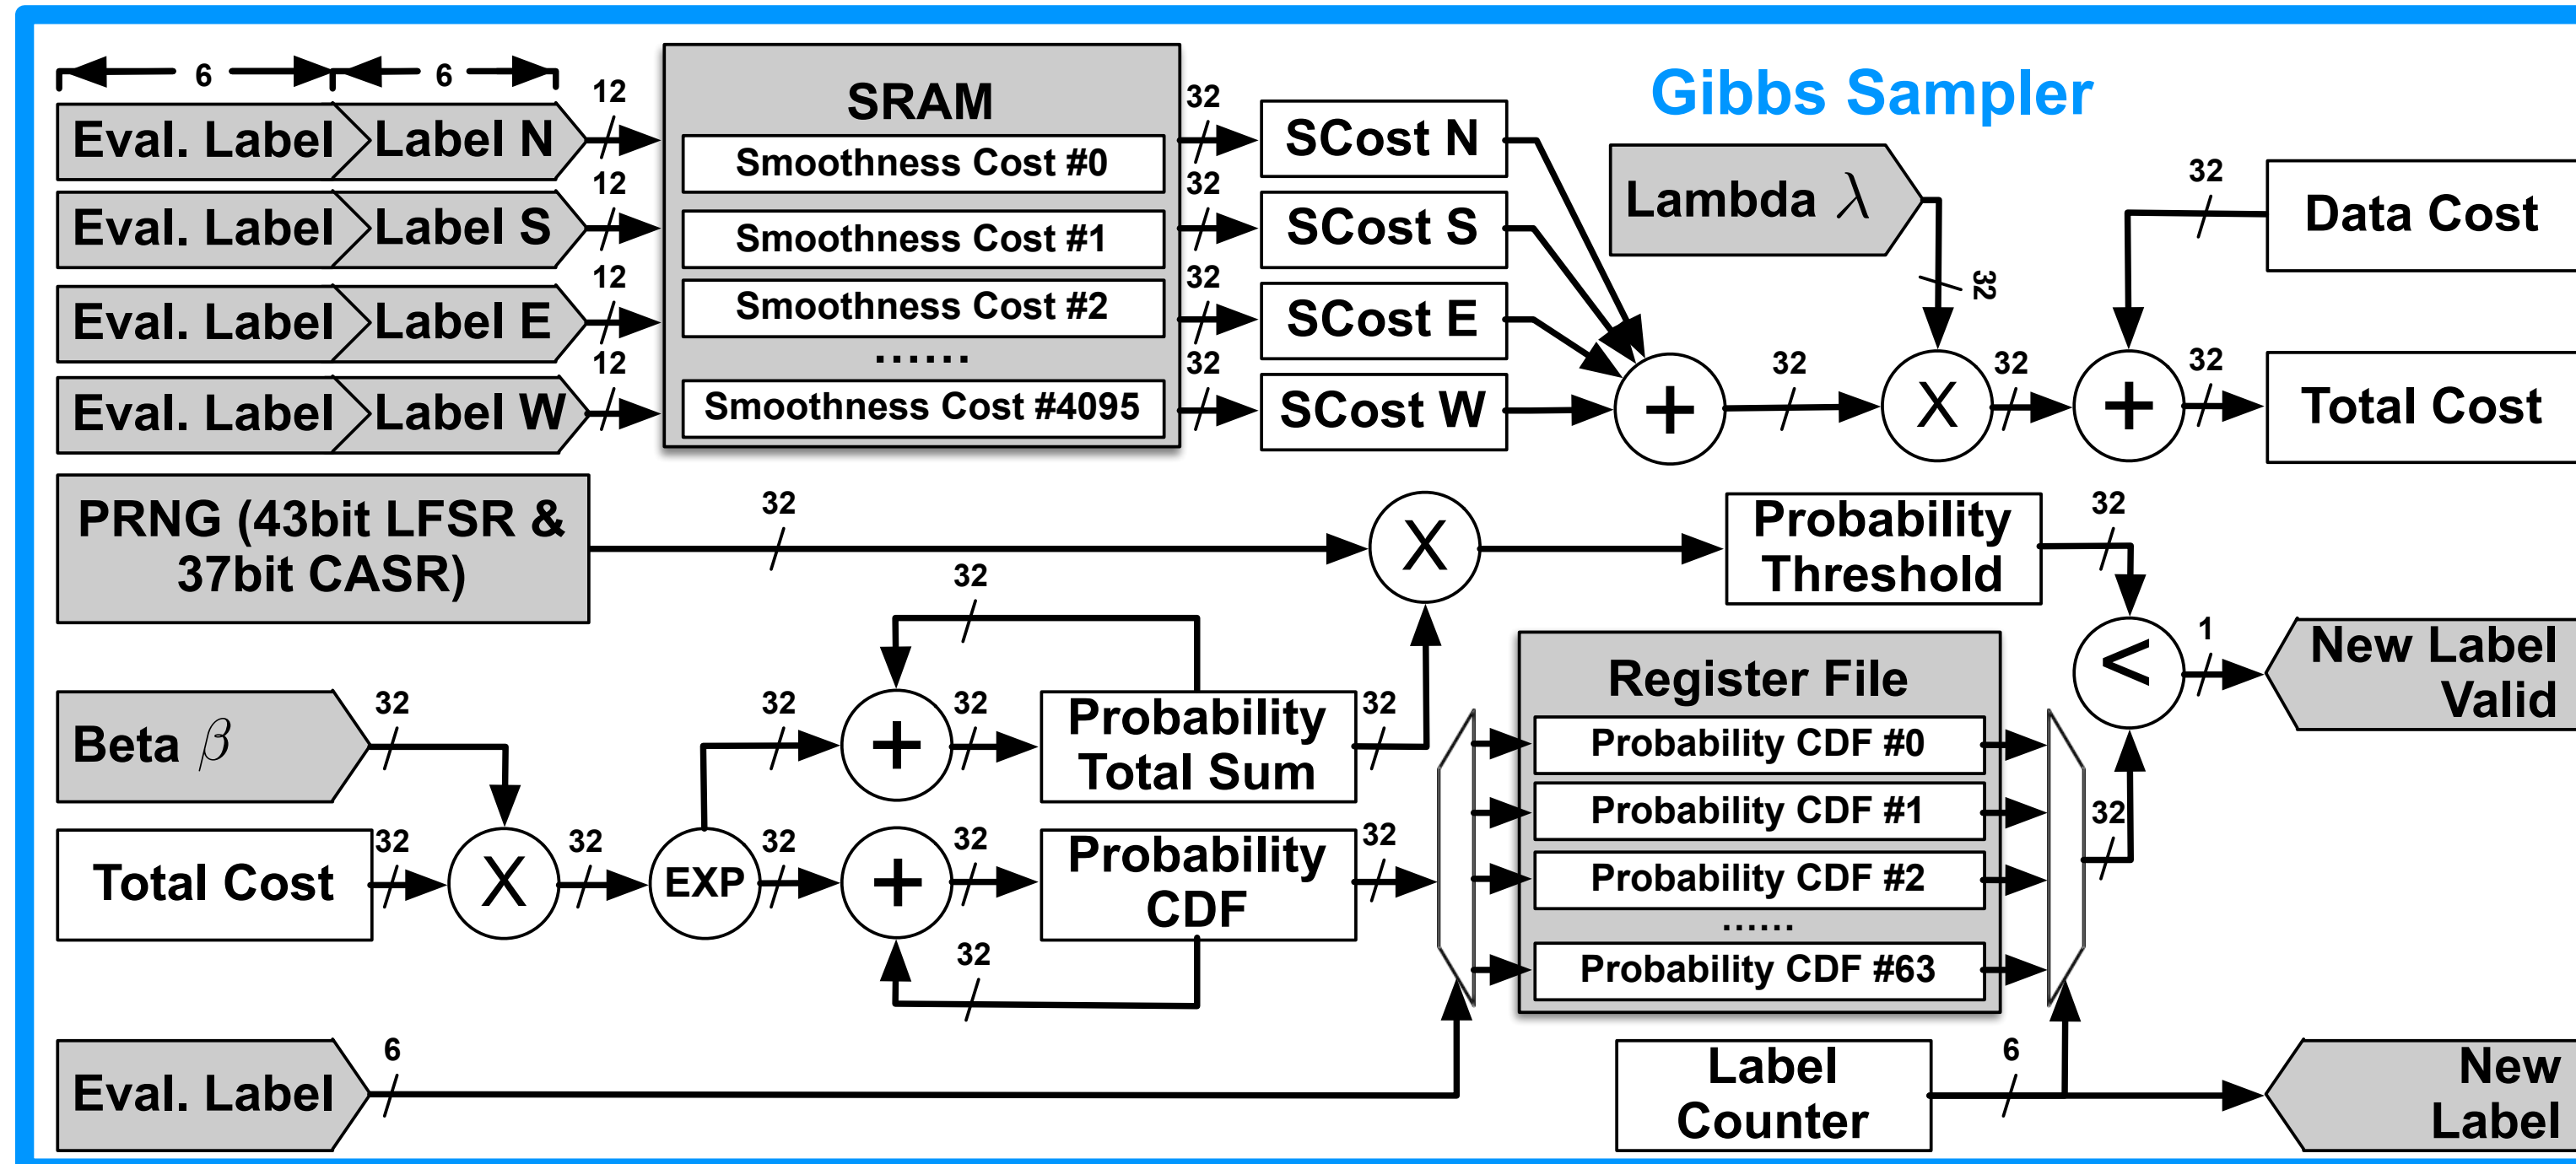 Gibbs Sampler
6
6
Eval. Label
Label N
12
Eval. Label
Label S
12
Eval. Label
Label E
12
Eval. Label
Label W
12
SRAM
Smoothness Cost #0
Smoothness Cost #1
Smoothness Cost #2
......
Smoothness Cost #4095
32
SCost N
32
SCost S
32
SCost E
32
SCost W
+
32
Lambda λ
32
X
32
+
32
Data Cost
32
Total Cost
PRNG (43bit LFSR &
37bit CASR)
32
X
Probability
Threshold
32
<
1
New Label
Valid
Beta β
32
Total Cost
32
X
32
EXP
32
+
32
32
Probability
Total Sum
32
32
+
32
32
Probability
CDF
32
Register File
Probability CDF #0
Probability CDF #1
Probability CDF #2
......
Probability CDF #63
32
Eval. Label
6
Label
Counter
6
New
Label